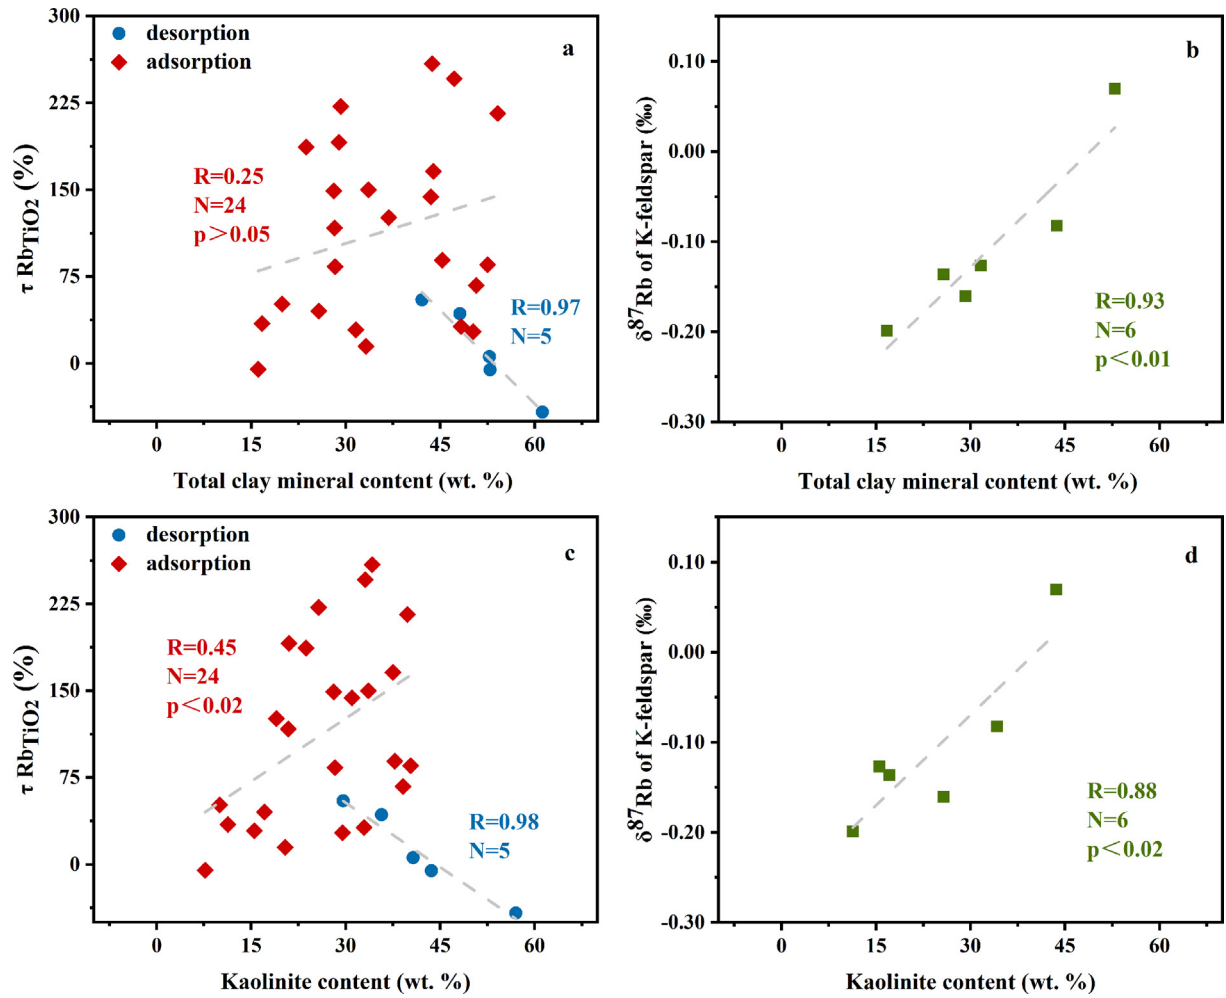 300
225
150
75
0
τ RbTiO2 (%)
desorption
adsorption
a
R=0.25
N=24
p>0.05
R=0.97
N=5
0 15 30 45 60
Total clay mineral content (wt. %)
0.10
0.00
-0.10
-0.20
-0.30
δ87Rb of K-feldspar (‰)
b
R=0.93
N=6
p<0.01
0 15 30 45 60
Total clay mineral content (wt. %)
300
225
150
75
0
τ RbTiO2 (%)
desorption
adsorption
c
R=0.45
N=24
p<0.02
R=0.98
N=5
0 15 30 45 60
Kaolinite content (wt. %)
0.10
0.00
-0.10
-0.20
-0.30
δ87Rb of K-feldspar (‰)
d
R=0.88
N=6
p<0.02
0 15 30 45 60
Kaolinite content (wt. %)